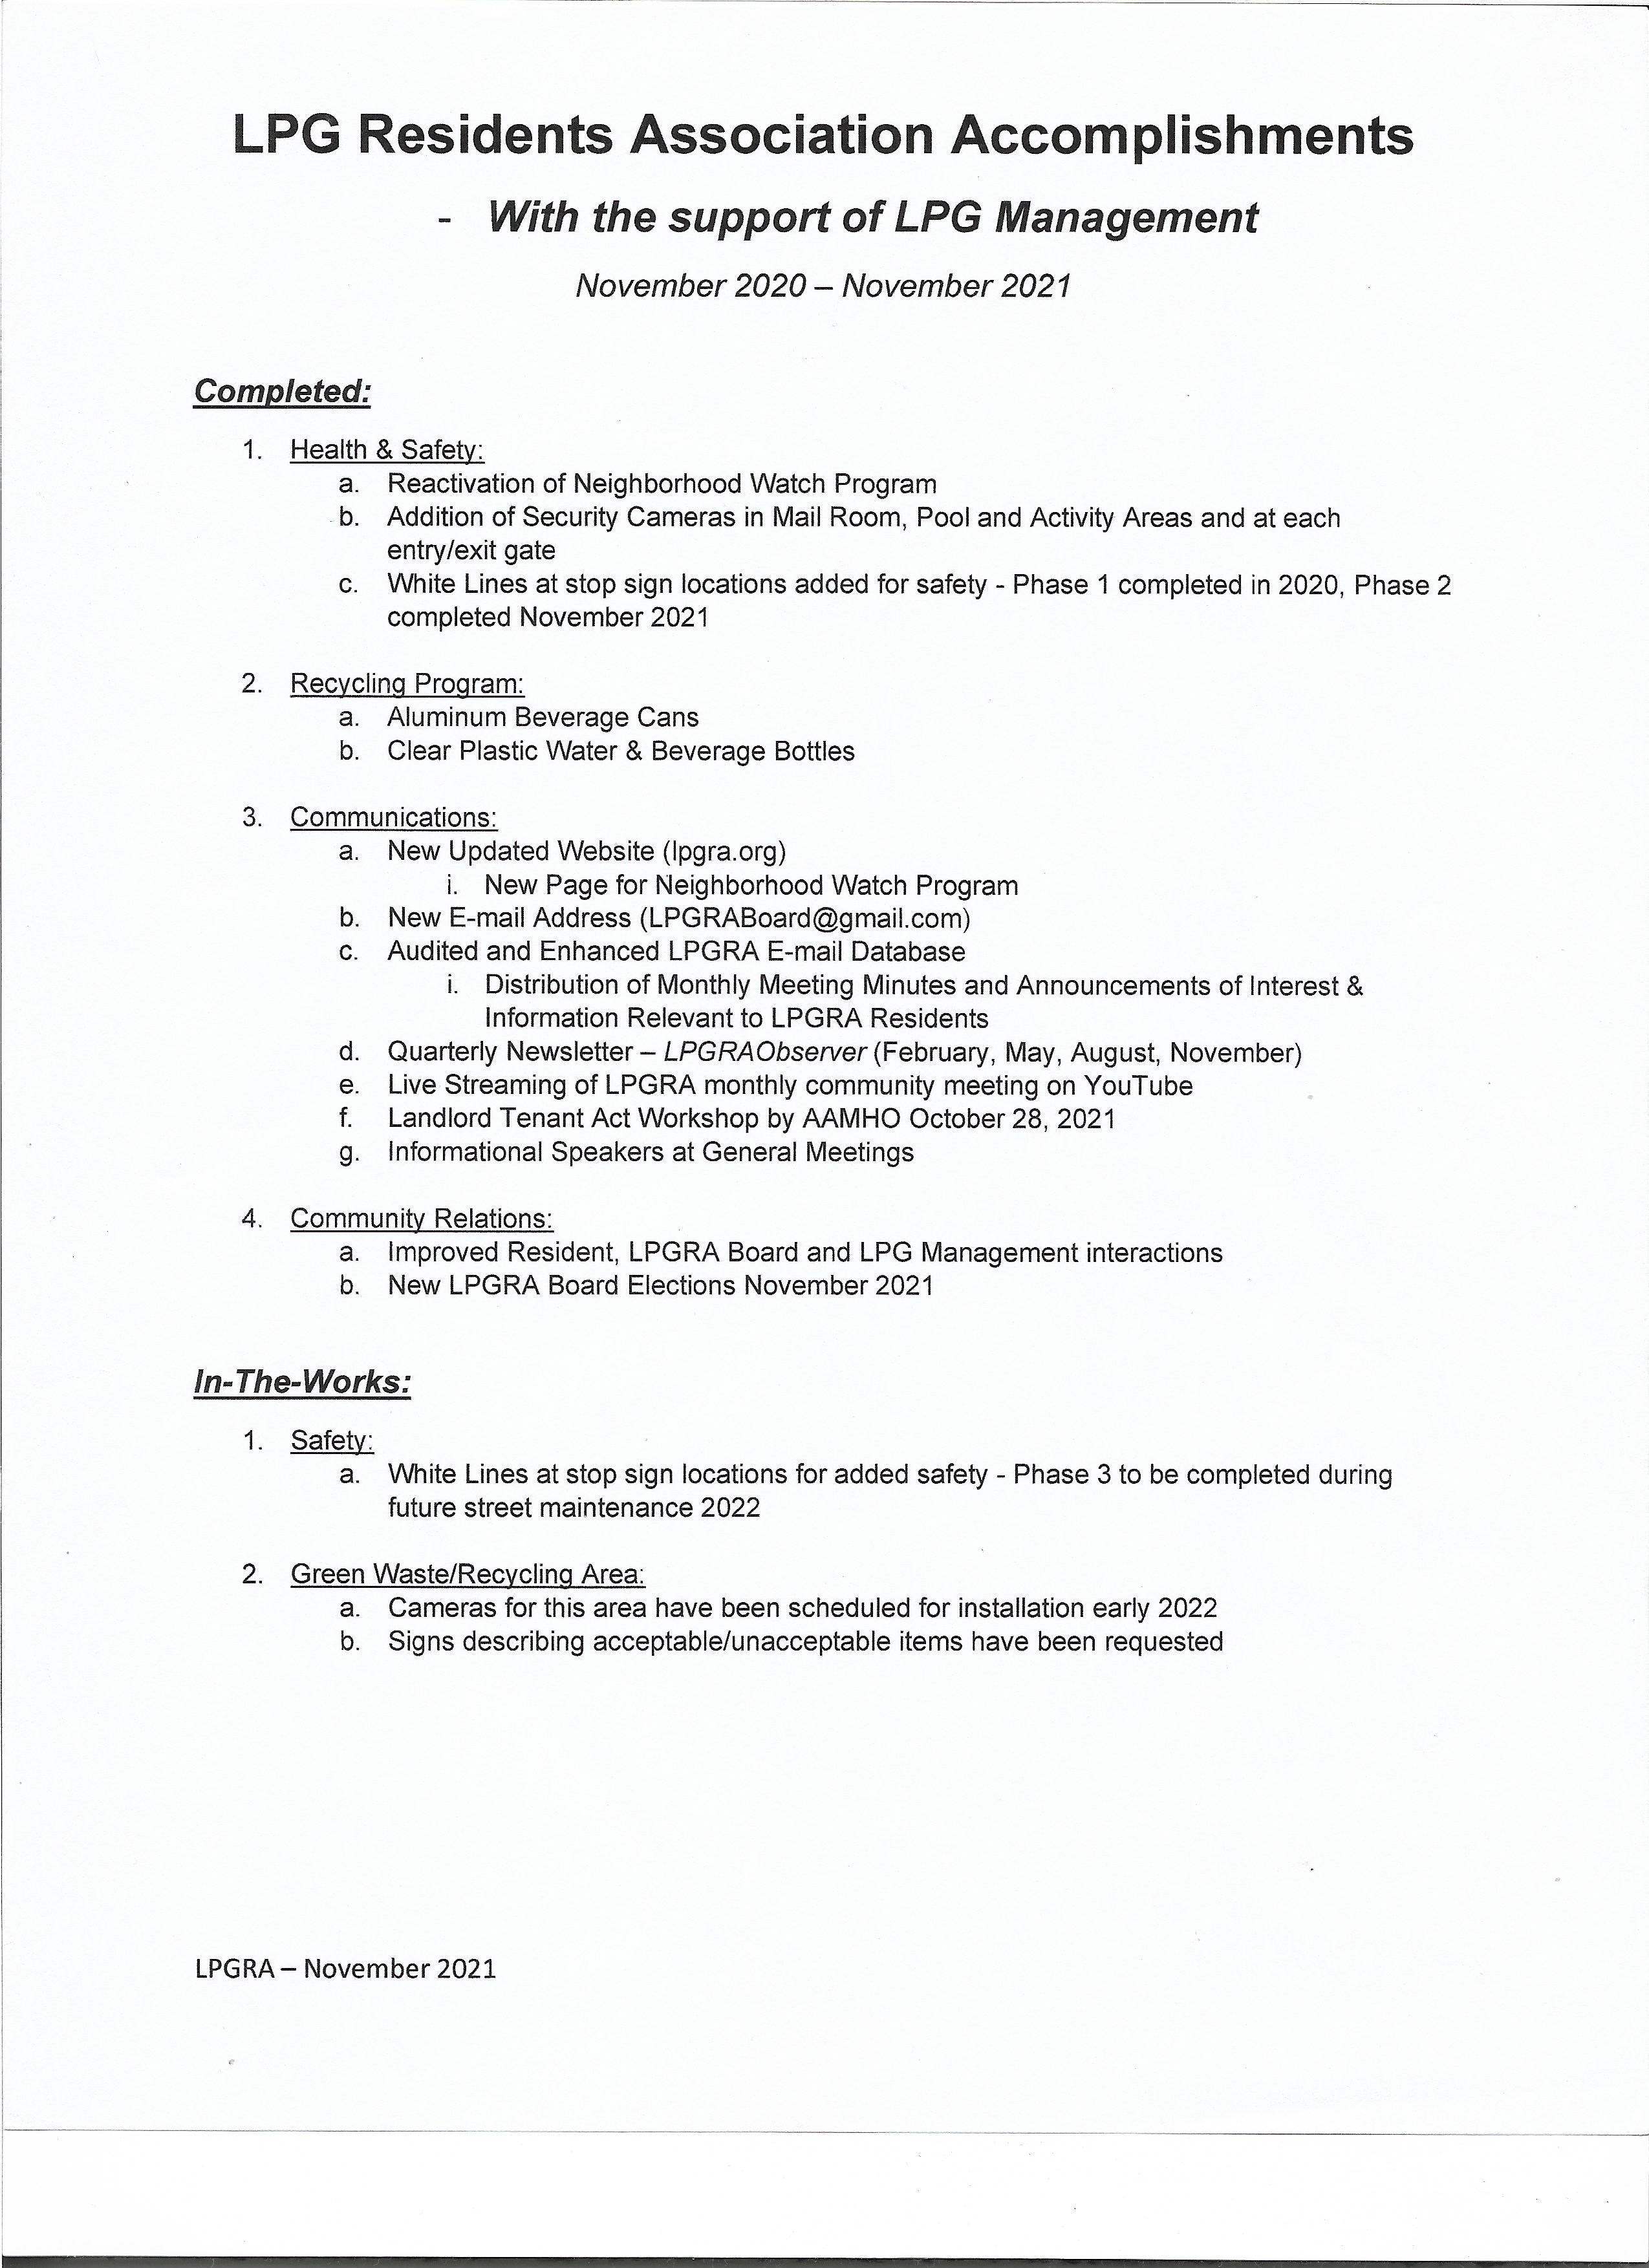 LPG Residents Association Accomplishments
- With the support of LPG Management
November 2020 – November 2021
Completed:
1. Health & Safety:
a. Reactivation of Neighborhood Watch Program
b. Addition of Security Cameras in Mail Room, Pool and Activity Areas and at each
entry/exit gate
c. White Lines at stop sign locations added for safety - Phase 1 completed in 2020, Phase 2
completed November 2021
2. Recycling Program:
a. Aluminum Beverage Cans
b. Clear Plastic Water & Beverage Bottles
3. Communications:
a. New Updated Website (lpgra.org)
i. New Page for Neighborhood Watch Program
b. New E-mail Address (LPGRABoard@gmail.com)
c. Audited and Enhanced LPGRA E-mail Database
i. Distribution of Monthly Meeting Minutes and Announcements of Interest &
Information Relevant to LPGRA Residents
d. Quarterly Newsletter – LPGRAObserver (February, May, August, November)
e. Live Streaming of LPGRA monthly community meeting on YouTube
f. Landlord Tenant Act Workshop by AAMHO October 28, 2021
g. Informational Speakers at General Meetings
4. Community Relations:
a. Improved Resident, LPGRA Board and LPG Management interactions
b. New LPGRA Board Elections November 2021
In-The-Works:
1. Safety:
a. White Lines at stop sign locations for added safety - Phase 3 to be completed during
future street maintenance 2022
2. Green Waste/Recycling Area:
a. Cameras for this area have been scheduled for installation early 2022
b. Signs describing acceptable/unacceptable items have been requested
LPGRA – November 2021